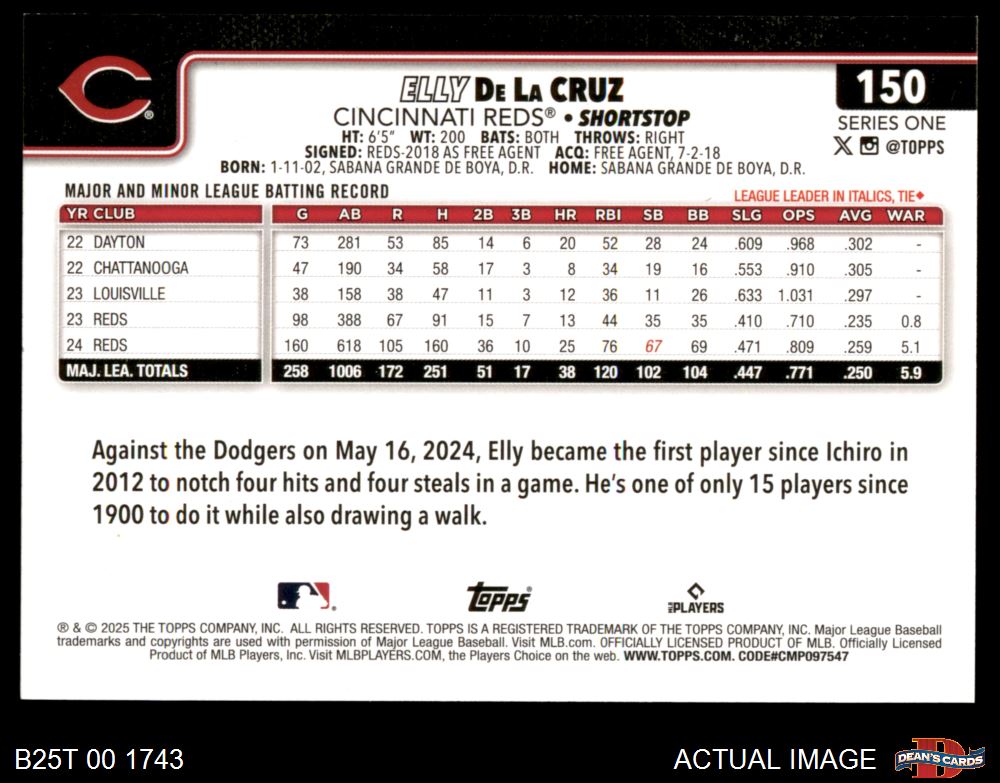 ELLY DE LA CRUZ
CINCINNATI REDS® • SHORTSTOP
HT: 6'5" WT: 200 BATS: BOTH THROWS: RIGHT
SIGNED: REDS-2018 AS FREE AGENT ACQ: FREE AGENT, 7-2-18
BORN: 1-11-02, SABANA GRANDE DE BOYA, D.R. HOME: SABANA GRANDE DE BOYA, D.R.
150
SERIES ONE
@TOPPS
C®
MAJOR AND MINOR LEAGUE BATTING RECORD
LEAGUE LEADER IN ITALICS, TIE♦
YR CLUB G AB R H 2B 3B HR RBI SB BB SLG OPS AVG WAR
22 DAYTON 73 281 53 85 14 6 20 52 28 24 .609 .968 .302 -
22 CHATTANOOGA 47 190 34 58 17 3 8 34 19 16 .553 .910 .305 -
23 LOUISVILLE 38 158 38 47 11 3 12 36 11 26 .633 1.031 .297 -
23 REDS 98 388 67 91 15 7 13 44 35 35 .410 .710 .235 0.8
24 REDS 160 618 105 160 36 10 25 76 67 69 .471 .809 .259 5.1
MAJ. LEA. TOTALS 258 1006 172 251 51 17 38 120 102 104 .447 .771 .250 5.9
Against the Dodgers on May 16, 2024, Elly became the first player since Ichiro in
2012 to notch four hits and four steals in a game. He's one of only 15 players since
1900 to do it while also drawing a walk.
Topps®
MLB PLAYERS
® & © 2025 THE TOPPS COMPANY, INC. ALL RIGHTS RESERVED. TOPPS IS A REGISTERED TRADEMARK OF THE TOPPS COMPANY, INC. Major League Baseball
trademarks and copyrights are used with permission of Major League Baseball. Visit MLB.com. OFFICIALLY LICENSED PRODUCT OF MLB. Officially Licensed
Product of MLB Players, Inc. Visit MLBPLAYERS.COM, the Players Choice on the web. WWW.TOPPS.COM. CODE#CMP097547
B25T 00 1743
ACTUAL IMAGE
DEAN'S CARDS